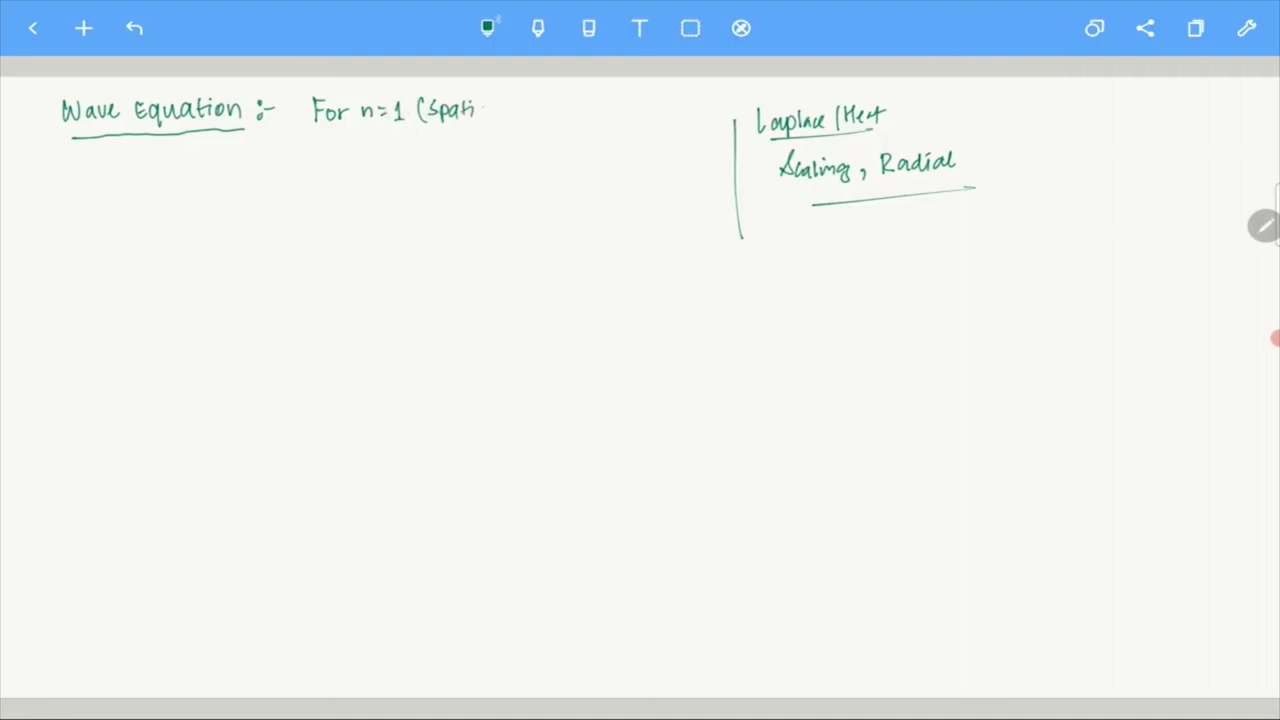 Wave Equation :- For n=1 (Spati
Laplace / Heat
Scaling, Radial